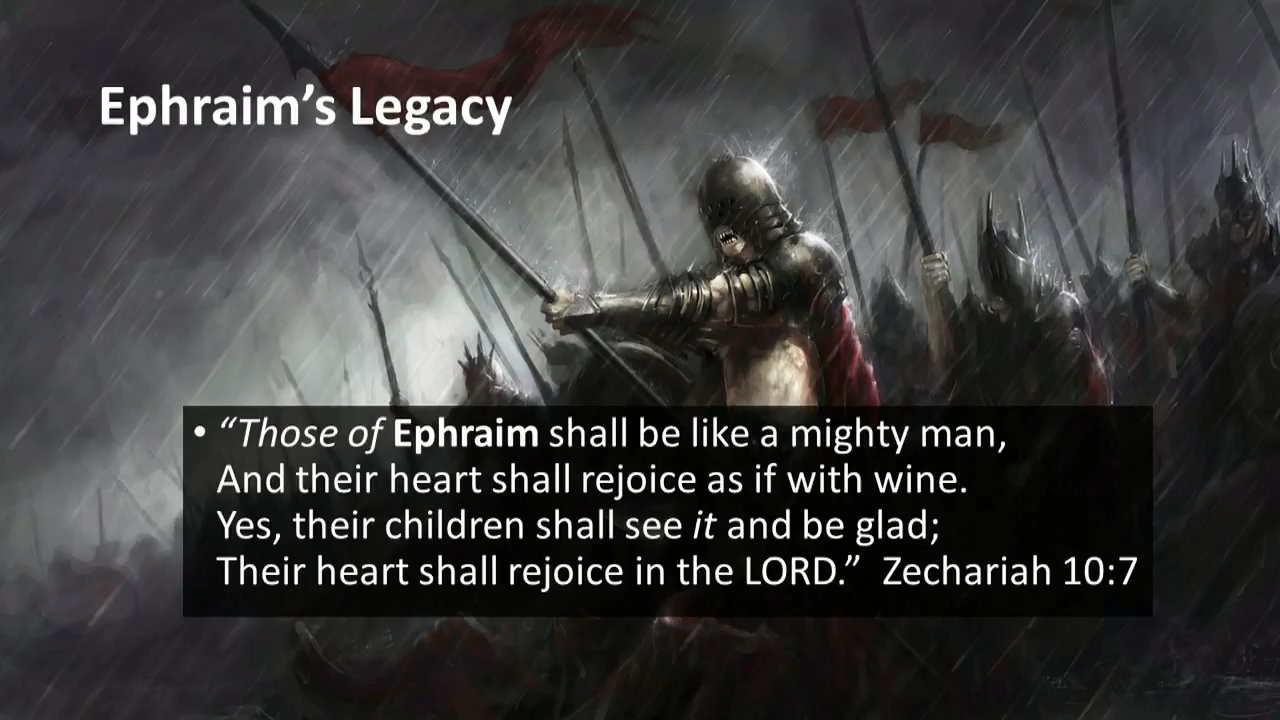 Ephraim’s Legacy
• “Those of Ephraim shall be like a mighty man,
And their heart shall rejoice as if with wine.
Yes, their children shall see it and be glad;
Their heart shall rejoice in the LORD.” Zechariah 10:7